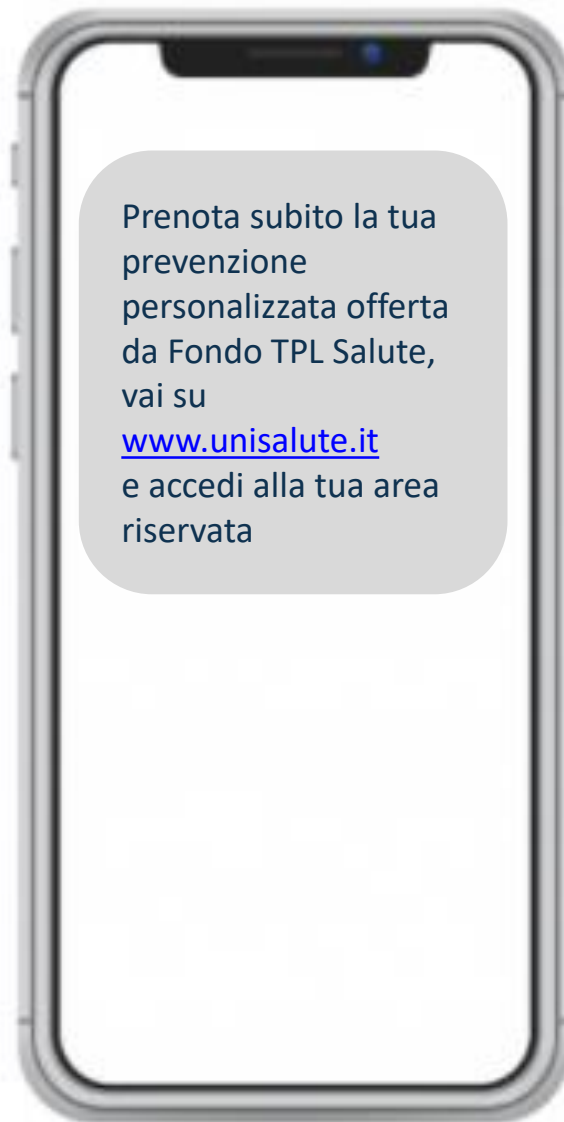 Prenota subito la tua
prevenzione
personalizzata offerta
da Fondo TPL Salute,
vai su
www.unisalute.it
e accedi alla tua area
riservata